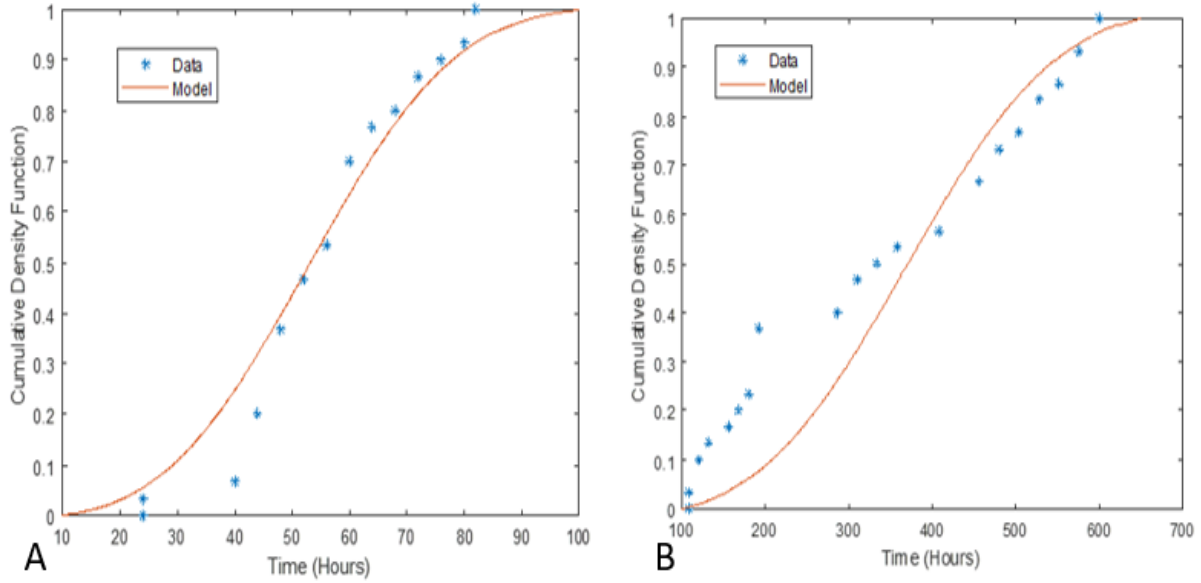 Cumulative Density Function)
1
0.9
0.8
0.7
0.6
0.5
0.4
0.3
0.2
0.1
0
Data
Model
10 20 30 40 50 60 70 80 90 100
Time (Hours)
A
Cumulative Density Function)
1
0.9
0.8
0.7
0.6
0.5
0.4
0.3
0.2
0.1
0
Data
Model
100 200 300 400 500 600 700
Time (Hours)
B